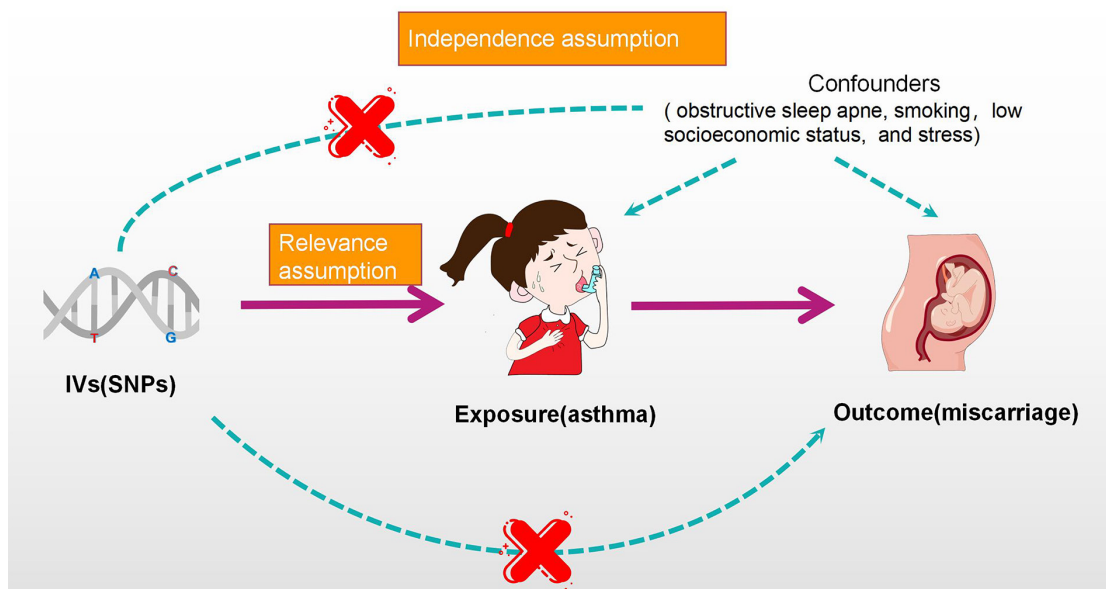 Independence assumption
Confounders
( obstructive sleep apne, smoking, low
socioeconomic status, and stress)
Relevance
assumption
A
C
T
G
IVs(SNPs)
Exposure(asthma)
Outcome(miscarriage)